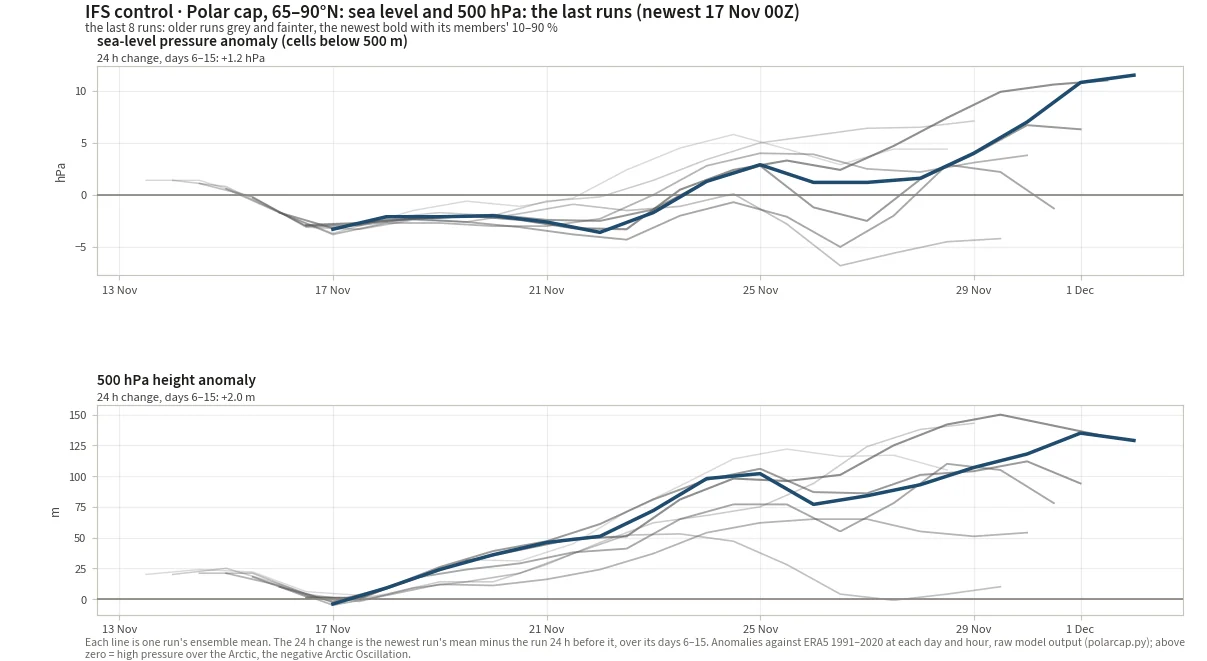 IFS control · Polar cap, 65–90°N: sea level and 500 hPa: the last runs (newest 17 Nov 00Z)
the last 8 runs: older runs grey and fainter, the newest bold with its members' 10–90 %
sea-level pressure anomaly (cells below 500 m)
24 h change, days 6–15: +1.2 hPa
10
5
0
−5
hPa
13 Nov
17 Nov
21 Nov
25 Nov
29 Nov
1 Dec
500 hPa height anomaly
24 h change, days 6–15: +2.0 m
150
125
100
75
50
25
0
m
13 Nov
17 Nov
21 Nov
25 Nov
29 Nov
1 Dec
Each line is one run's ensemble mean. The 24 h change is the newest run's mean minus the run 24 h before it, over its days 6–15. Anomalies against ERA5 1991–2020 at each day and hour, raw model output (polarcap.py); above
zero = high pressure over the Arctic, the negative Arctic Oscillation.